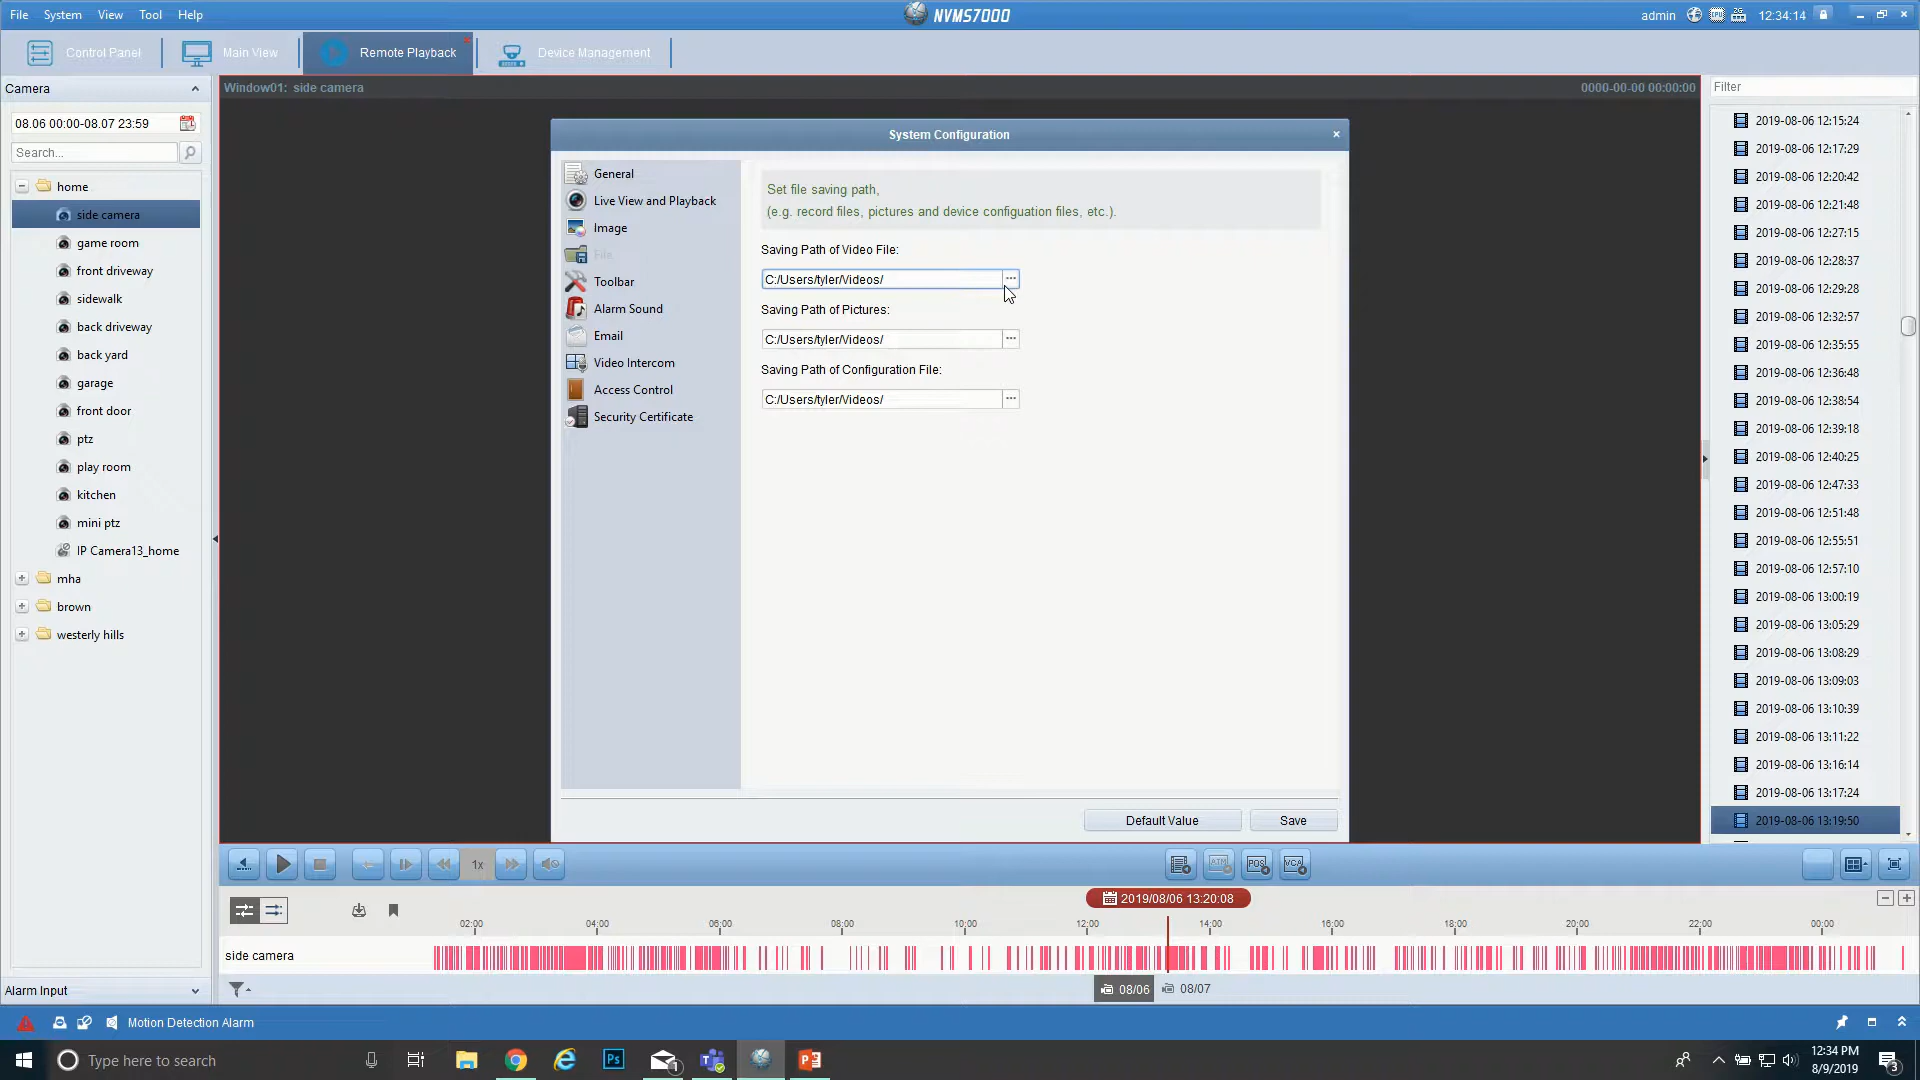 File System View Tool Help
NVMS7000
admin 12:34:14
Control Panel
Main View
Remote Playback
Device Management
Camera
Window01: side camera
0000-00-00 00:00:00
Filter
08.06 00:00-08.07 23:59
Search...
home
side camera
game room
front driveway
sidewalk
back driveway
back yard
garage
front door
ptz
play room
kitchen
mini ptz
IP Camera13_home
mha
brown
westerly hills
Alarm Input
System Configuration
General
Live View and Playback
Image
File
Toolbar
Alarm Sound
Email
Video Intercom
Access Control
Security Certificate
Set file saving path,
(e.g. record files, pictures and device configuation files, etc.).
Saving Path of Video File:
C:/Users/tyler/Videos/
Saving Path of Pictures:
C:/Users/tyler/Videos/
Saving Path of Configuration File:
C:/Users/tyler/Videos/
Default Value
Save
2019-08-06 12:15:24
2019-08-06 12:17:29
2019-08-06 12:20:42
2019-08-06 12:21:48
2019-08-06 12:27:15
2019-08-06 12:28:37
2019-08-06 12:29:28
2019-08-06 12:32:57
2019-08-06 12:35:55
2019-08-06 12:36:48
2019-08-06 12:38:54
2019-08-06 12:39:18
2019-08-06 12:40:25
2019-08-06 12:47:33
2019-08-06 12:51:48
2019-08-06 12:55:51
2019-08-06 12:57:10
2019-08-06 13:00:19
2019-08-06 13:05:29
2019-08-06 13:08:29
2019-08-06 13:09:03
2019-08-06 13:10:39
2019-08-06 13:11:22
2019-08-06 13:16:14
2019-08-06 13:17:24
2019-08-06 13:19:50
1x
ATM
POS
VCA
2019/08/06 13:20:08
02:00 04:00 06:00 08:00 10:00 12:00 14:00 16:00 18:00 20:00 22:00 00:00
side camera
08/06 08/07
Motion Detection Alarm
Type here to search
Ps
1
12:34 PM
8/9/2019
3